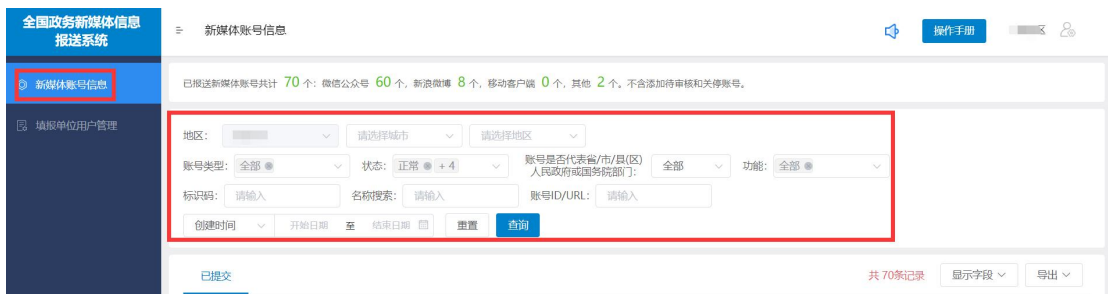 全国政务新媒体信息
报送系统
新媒体账号信息
操作手册
新媒体账号信息
填报单位用户管理
已报送新媒体账号共计 70 个：微信公众号 60 个，新浪微博 8 个，移动客户端 0 个，其他 2 个。不含添加待审核和关停账号。
地区： 请选择城市 请选择地区
账号类型： 全部 状态： 正常 + 4 账号是否代表省/市/县(区)人民政府或国务院部门： 全部 功能： 全部
标识码： 请输入 名称搜索： 请输入 账号ID/URL： 请输入
创建时间 开始日期 至 结束日期 重置 查询
已提交 共 70条记录 显示字段 导出